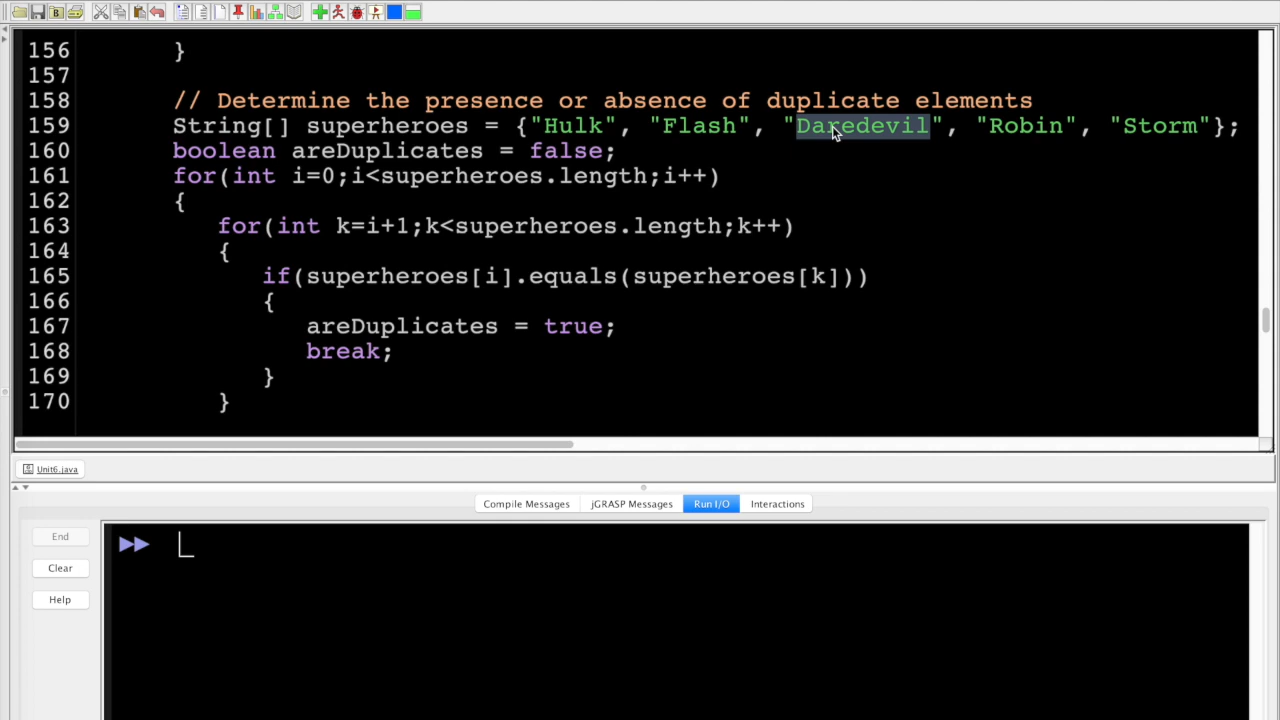 156 }
157
158 // Determine the presence or absence of duplicate elements
159 String[] superheroes = {"Hulk", "Flash", "Daredevil", "Robin", "Storm"};
160 boolean areDuplicates = false;
161 for(int i=0;i<superheroes.length;i++)
162 {
163 for(int k=i+1;k<superheroes.length;k++)
164 {
165 if(superheroes[i].equals(superheroes[k]))
166 {
167 areDuplicates = true;
168 break;
169 }
170 }
Unit6.java
Compile Messages jGRASP Messages Run I/O Interactions
End
Clear
Help